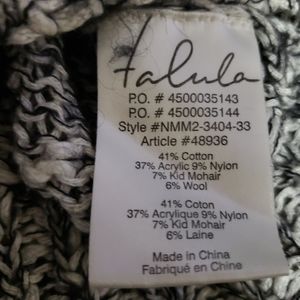 talula
P.O. # 4500035143
P.O. # 4500035144
Style #NMM2-3404-33
Article #48936
41% Cotton
37% Acrylic 9% Nylon
7% Kid Mohair
6% Wool
41% Coton
37% Acrylique 9% Nylon
7% Kid Mohair
6% Laine
Made in China
Fabriqué en Chine